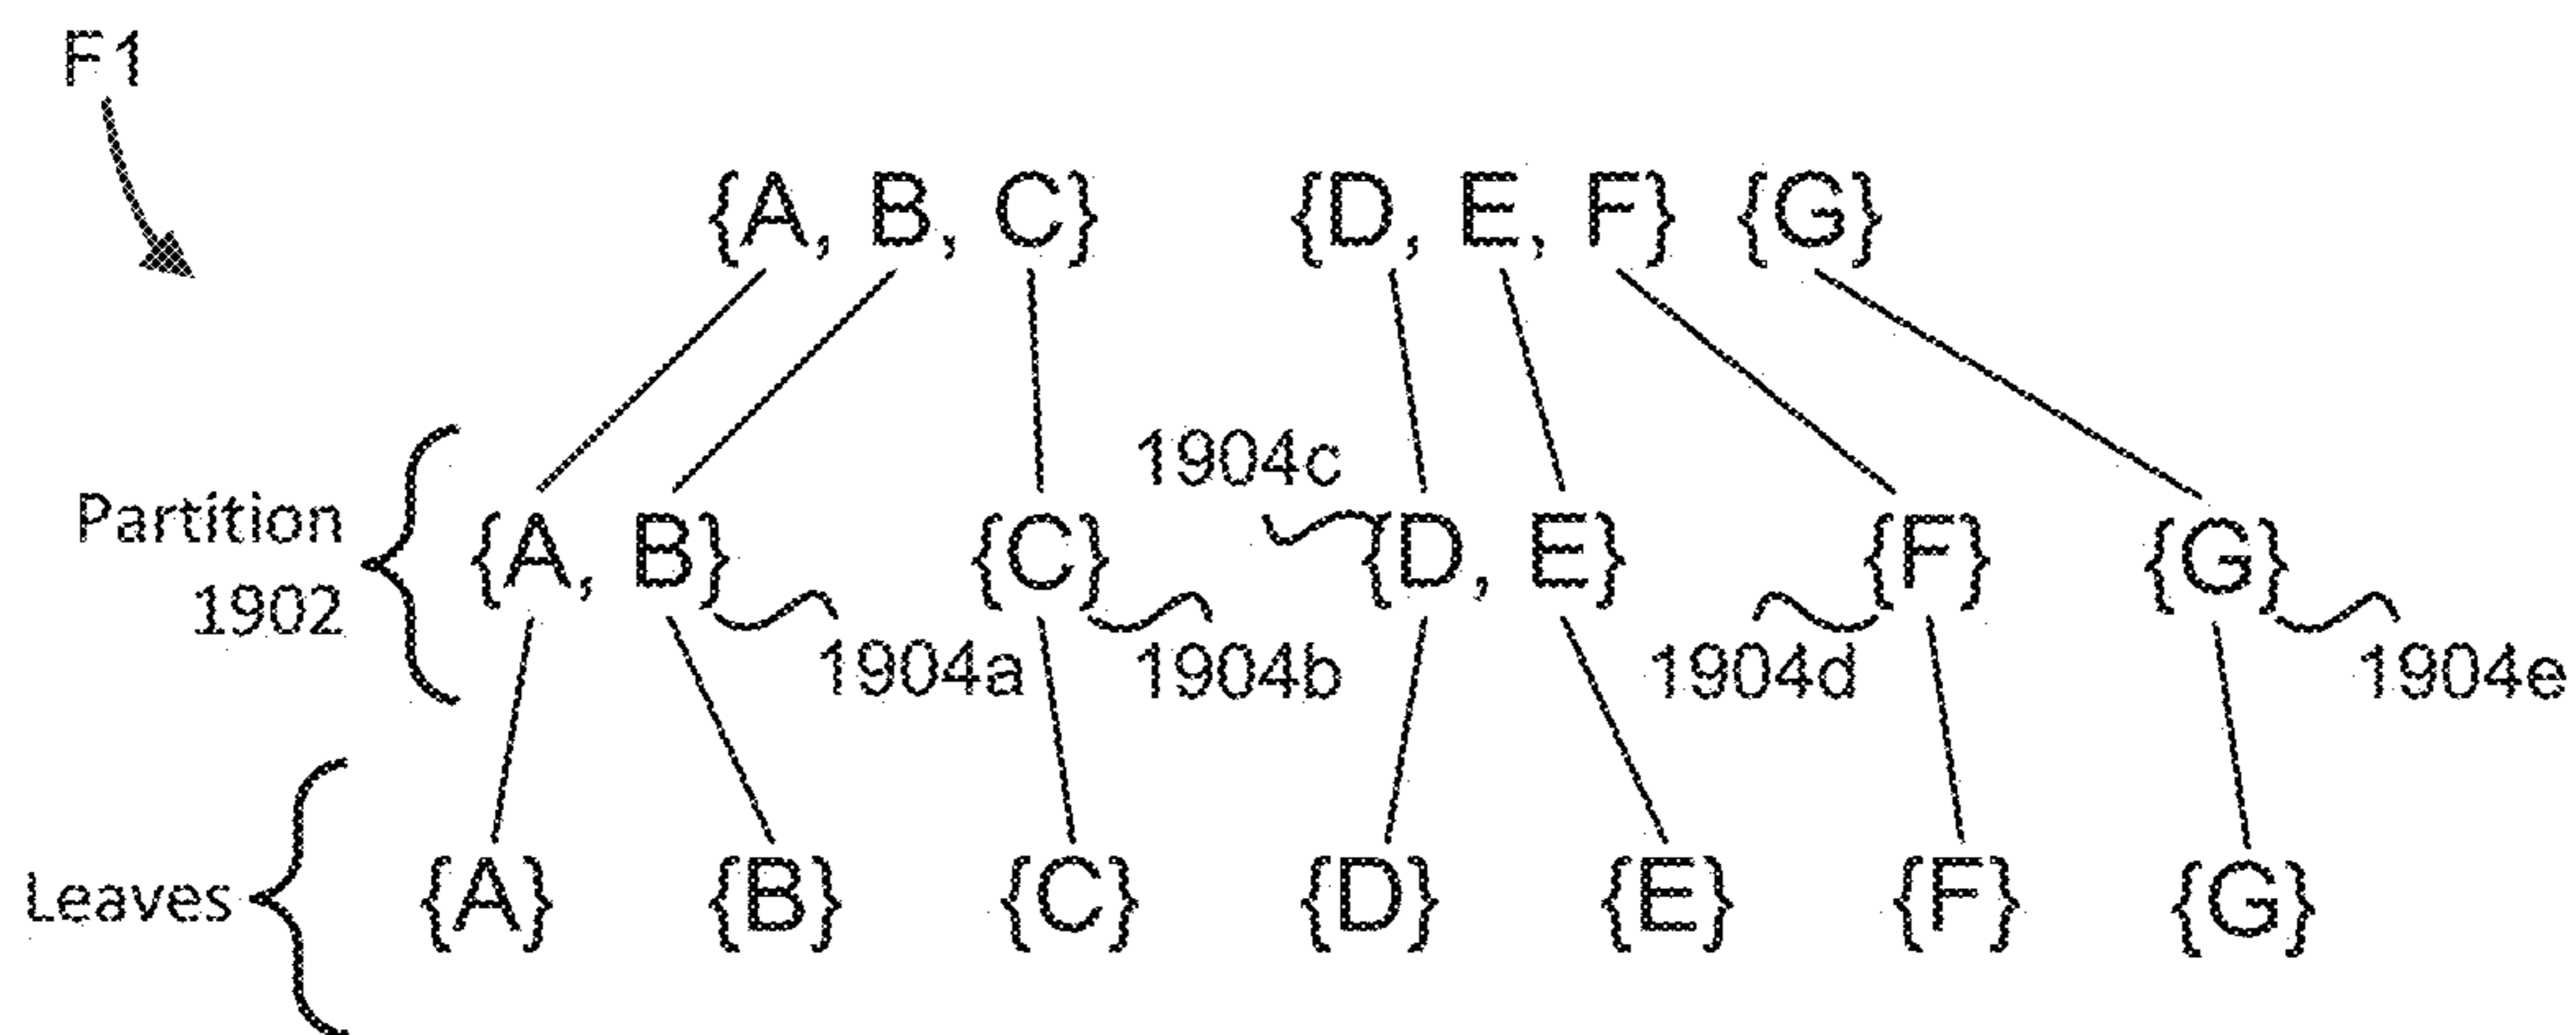 F1
{A, B, C} {D, E, F} {G}
1904c
Partition
1902
{A, B} {C} {D, E} {F} {G}
1904a 1904b 1904d 1904e
Leaves
{A} {B} {C} {D} {E} {F} {G}